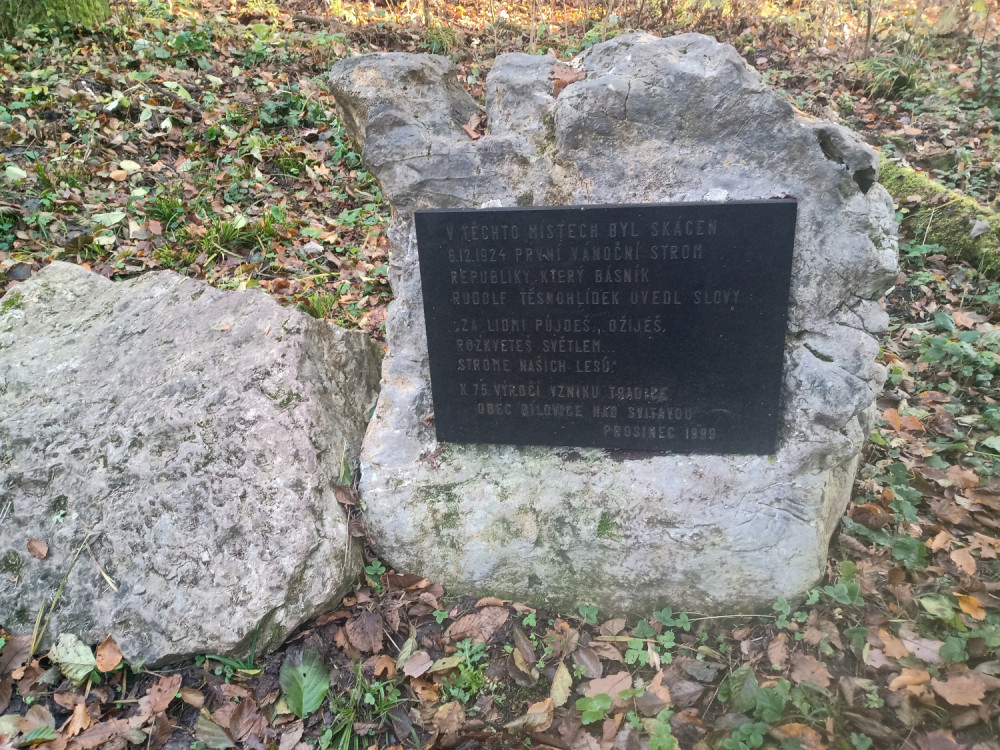 V TĚCHTO MÍSTECH BYL SKÁCEN
6.12.1924 PRVNÍ VÁNOČNÍ STROM
REPUBLIKY, KTERÝ BÁSNÍK
RUDOLF TĚSNOHLÍDEK UVEDL SLOVY:
„ZA LIDMI PŮJDEŠ, OŽIJEŠ,
ROZKVETEŠ SVĚTLEM...
STROME NAŠICH LESŮ."
K 75. VÝROČÍ VZNIKU TRADICE
OBEC BÍLOVICE NAD SVITAVOU
PROSINEC 1999